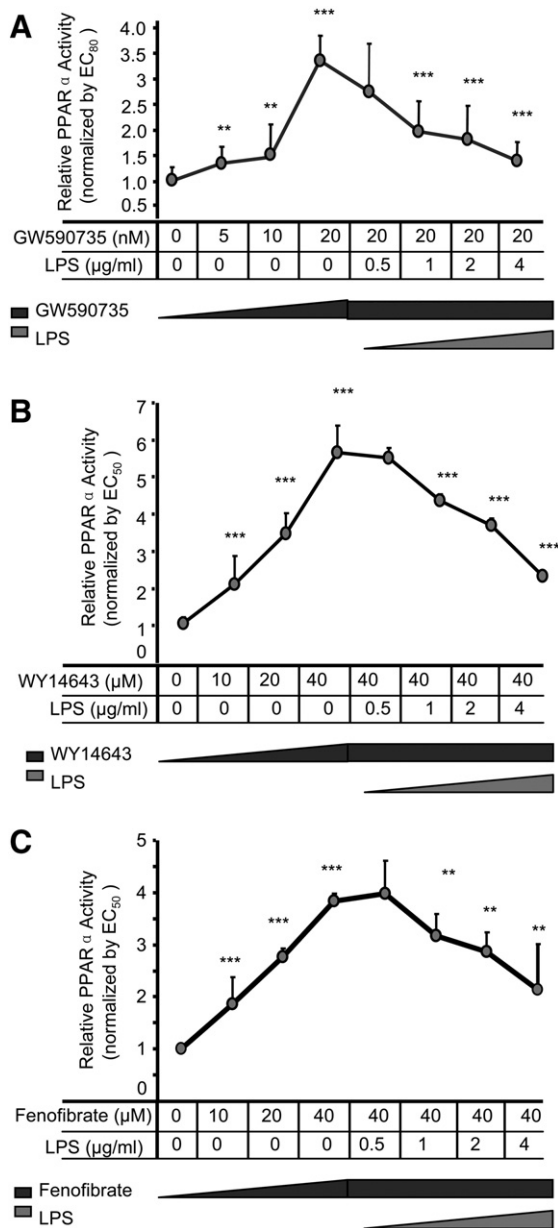 A
Relative PPAR α Activity
(normalized by EC80)
4.0
3.5
3.0
2.5
2.0
1.5
1.0
0.5
** ** *** *** *** ***
GW590735 (nM) 0 5 10 20 20 20 20 20
LPS (µg/ml) 0 0 0 0 0.5 1 2 4
GW590735
LPS
B
Relative PPAR α Activity
(normalized by EC50)
7
6
5
4
3
2
1
0
*** *** *** *** *** ***
WY14643 (µM) 0 10 20 40 40 40 40 40
LPS (µg/ml) 0 0 0 0 0.5 1 2 4
WY14643
LPS
C
Relative PPAR α Activity
(normalized by EC50 )
5
4
3
2
1
0
*** *** *** ** ** **
Fenofibrate (µM) 0 10 20 40 40 40 40 40
LPS (µg/ml) 0 0 0 0 0.5 1 2 4
Fenofibrate
LPS